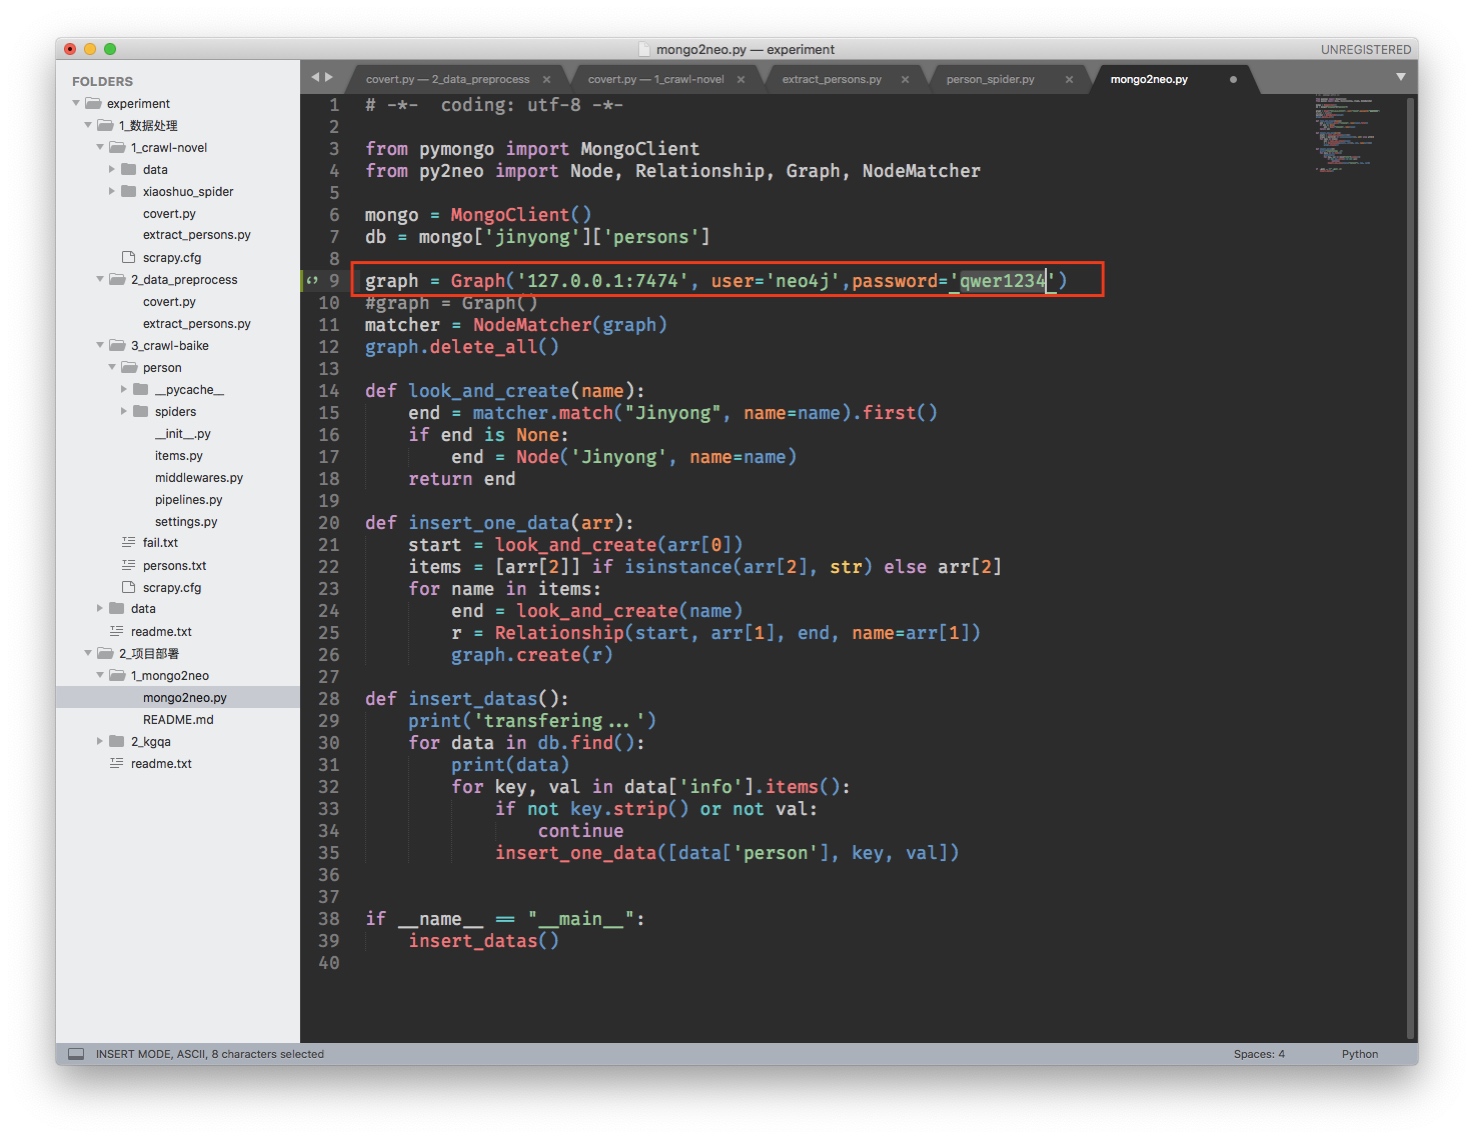 mongo2neo.py — experiment
UNREGISTERED
FOLDERS
experiment
1_数据处理
1_crawl-novel
data
xiaoshuo_spider
covert.py
extract_persons.py
scrapy.cfg
2_data_preprocess
covert.py
extract_persons.py
3_crawl-baike
person
__pycache__
spiders
__init__.py
items.py
middlewares.py
pipelines.py
settings.py
fail.txt
persons.txt
scrapy.cfg
data
readme.txt
2_项目部署
1_mongo2neo
mongo2neo.py
README.md
2_kgqa
readme.txt
covert.py — 2_data_preprocess
covert.py — 1_crawl-novel
extract_persons.py
person_spider.py
mongo2neo.py
1 # -*-  coding: utf-8 -*-
2
3 from pymongo import MongoClient
4 from py2neo import Node, Relationship, Graph, NodeMatcher
5
6 mongo = MongoClient()
7 db = mongo['jinyong']['persons']
8
9 graph = Graph('127.0.0.1:7474', user='neo4j',password='qwer1234')
10 #graph = Graph()
11 matcher = NodeMatcher(graph)
12 graph.delete_all()
13
14 def look_and_create(name):
15     end = matcher.match("Jinyong", name=name).first()
16     if end is None:
17         end = Node('Jinyong', name=name)
18     return end
19
20 def insert_one_data(arr):
21     start = look_and_create(arr[0])
22     items = [arr[2]] if isinstance(arr[2], str) else arr[2]
23     for name in items:
24         end = look_and_create(name)
25         r = Relationship(start, arr[1], end, name=arr[1])
26         graph.create(r)
27
28 def insert_datas():
29     print('transfering...')
30     for data in db.find():
31         print(data)
32         for key, val in data['info'].items():
33             if not key.strip() or not val:
34                 continue
35             insert_one_data([data['person'], key, val])
36
37
38 if __name__ == "__main__":
39     insert_datas()
40
INSERT MODE, ASCII, 8 characters selected
Spaces: 4
Python